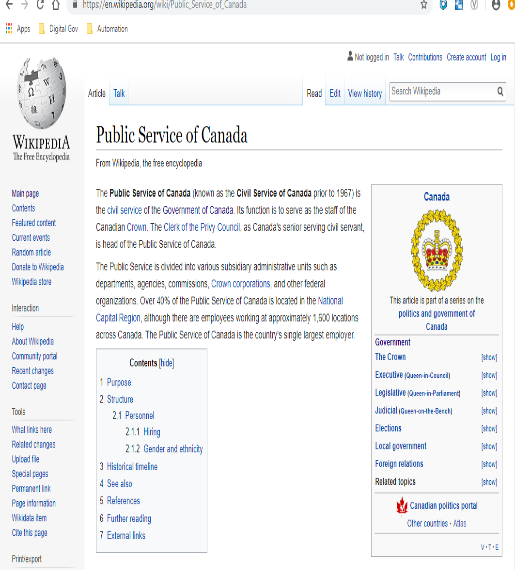 https://en.wikipedia.org/wiki/Public_Service_of_Canada
Apps Digital Gov Automation
Not logged in Talk Contributions Create account Log in
Article Talk Read Edit View history Search Wikipedia
WIKIPEDIA
The Free Encyclopedia
Public Service of Canada
From Wikipedia, the free encyclopedia
Main page
Contents
Featured content
Current events
Random article
Donate to Wikipedia
Wikipedia store
Interaction
Help
About Wikipedia
Community portal
Recent changes
Contact page
Tools
What links here
Related changes
Upload file
Special pages
Permanent link
Page information
Wikidata item
Cite this page
Print/export
The Public Service of Canada (known as the Civil Service of Canada prior to 1967) is
the civil service of the Government of Canada. Its function is to serve as the staff of the
Canadian Crown. The Clerk of the Privy Council, as Canada's senior serving civil servant,
is head of the Public Service of Canada.
The Public Service is divided into various subsidiary administrative units such as
departments, agencies, commissions, Crown corporations, and other federal
organizations. Over 40% of the Public Service of Canada is located in the National
Capital Region, although there are employees working at approximately 1,600 locations
across Canada. The Public Service of Canada is the country's single largest employer.
Contents [hide]
1 Purpose
2 Structure
2.1 Personnel
2.1.1 Hiring
2.1.2 Gender and ethnicity
3 Historical timeline
4 See also
5 References
6 Further reading
7 External links
Canada
This article is part of a series on the
politics and government of
Canada
Government
The Crown [show]
Executive (Queen-in-Council) [show]
Legislative (Queen-in-Parliament) [show]
Judicial (Queen-on-the-Bench) [show]
Elections [show]
Local government [show]
Foreign relations [show]
Related topics [show]
Canadian politics portal
Other countries · Atlas
V · T · E